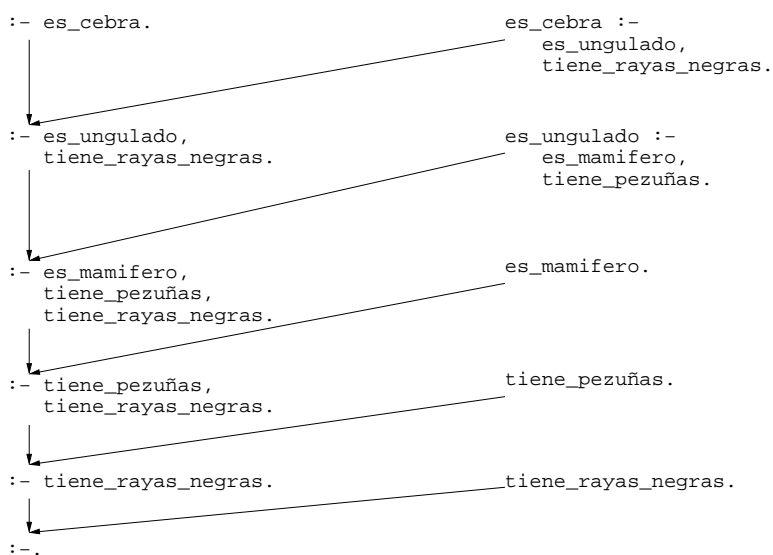 :- es_cebra.
es_cebra :-
es_ungulado,
tiene_rayas_negras.
:- es_ungulado,
tiene_rayas_negras.
es_ungulado :-
es_mamifero,
tiene_pezuñas.
:- es_mamifero,
tiene_pezuñas,
tiene_rayas_negras.
es_mamifero.
:- tiene_pezuñas,
tiene_rayas_negras.
tiene_pezuñas.
:- tiene_rayas_negras.
tiene_rayas_negras.
:-.